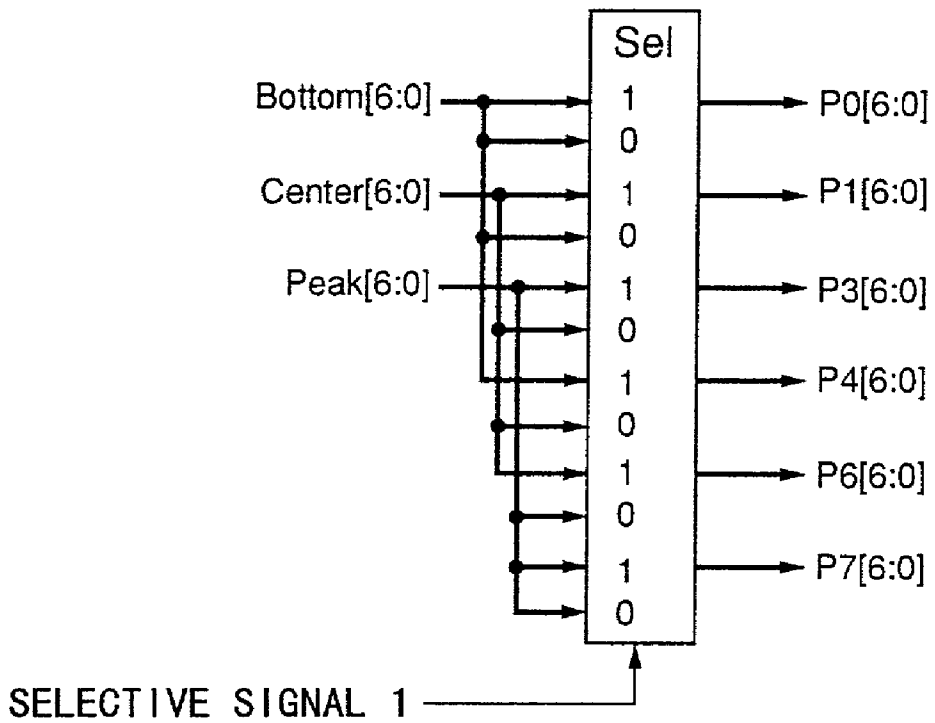 Sel
Bottom[6:0] 1 P0[6:0]
0
Center[6:0] 1 P1[6:0]
0
Peak[6:0] 1 P3[6:0]
0
1 P4[6:0]
0
1 P6[6:0]
0
1 P7[6:0]
0
SELECTIVE SIGNAL 1